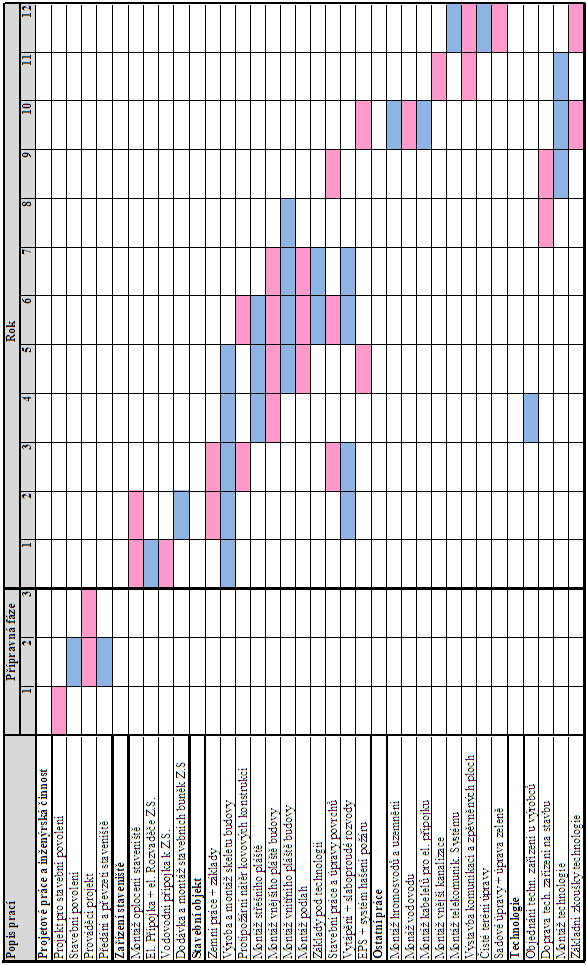 Popis prací
Přípravná fáze
Rok
1 2 3 1 2 3 4 5 6 7 8 9 10 11 12
Projetové práce a inženýrská činnost
Projekt pro stavební povolení
Stavební povolení
Prováděcí projekt
Předání a převzetí staveniště
Zařízení staveniště
Montáž oplocení staveniště
El. Přípojka + el. Rozvaděče Z.S.
Vodovodní přípojka k Z.S.
Dodávka a montáž stavebních buněk Z.S
Stavební objekt
Zemní práce + základy
Výroba a montáž skeletu budovy
Protipožární nátěr kovových konstrukcí
Montáž střešního pláště
Montáž vnějšího pláště budovy
Montáž vnitřního pláště budovy
Montáž podlah
Základy pod technologii
Stavební práce a úpravy povrchů
Vytápění + slaboproudé rozvody
EPS + systém hašení požáru
Ostatní práce
Montáž hromosvodů a uzemnění
Montáž vodovodu
Montáž kabeleů pro el. přípojku
Montáž vnější kanalizace
Montáž telekomunik. Systému
Výstavba komunikací a zpěvněných ploch
Čisté terení úpravy
Sadové úpravy + úprava zeleně
Technologie
Objednání techn. zařízení u výrobců
Doprava tech. zařízení na stavbu
Montáž technologie
Základní zkoušky technologie